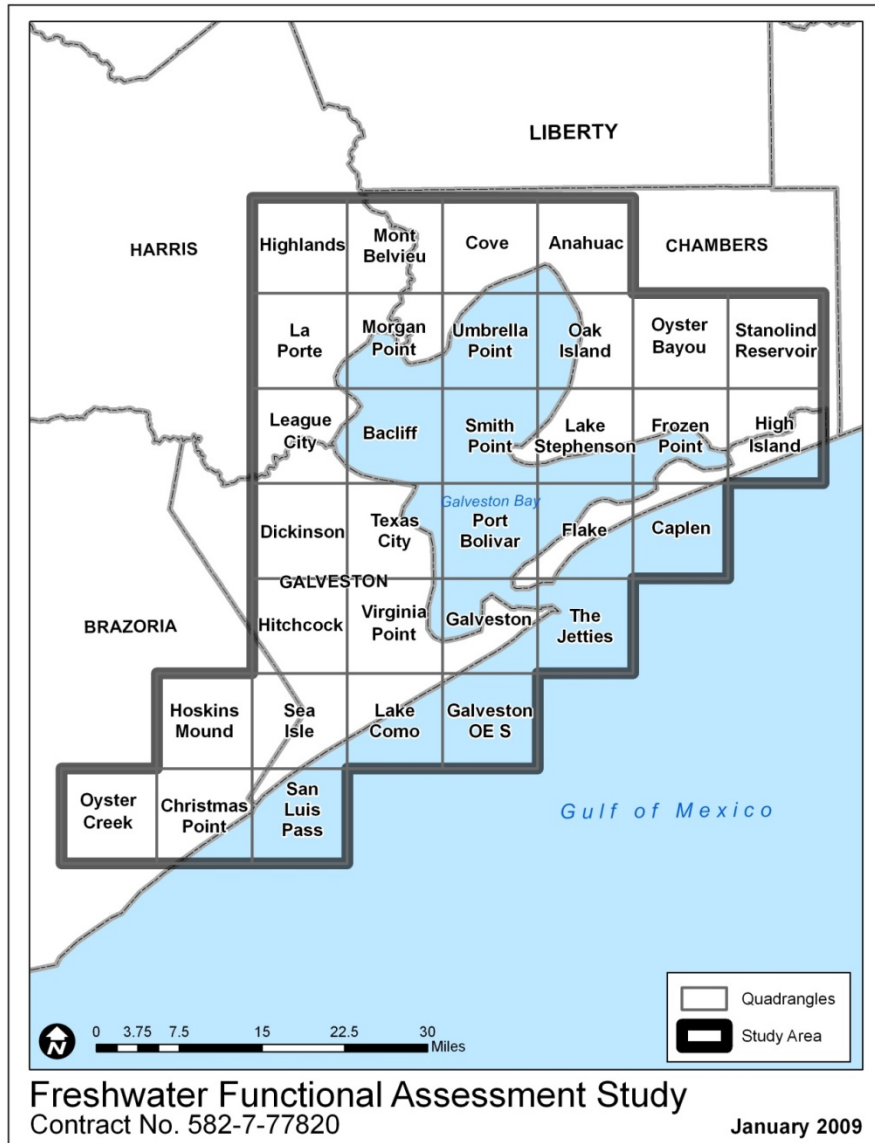 LIBERTY
HARRIS
Highlands
Mont
Belvieu
Cove
Anahuac
CHAMBERS
La
Porte
Morgan
Point
Umbrella
Point
Oak
Island
Oyster
Bayou
Stanolind
Reservoir
League
City
Bacliff
Smith
Point
Lake
Stephenson
Frozen
Point
High
Island
Dickinson
Texas
City
Galveston Bay
Port
Bolivar
Flake
Caplen
GALVESTON
BRAZORIA
Hitchcock
Virginia
Point
Galveston
The
Jetties
Hoskins
Mound
Sea
Isle
Lake
Como
Galveston
OE S
Oyster
Creek
Christmas
Point
San
Luis
Pass
Gulf of Mexico
N
0 3.75 7.5 15 22.5 30
Miles
Quadrangles
Study Area
Freshwater Functional Assessment Study
Contract No. 582-7-77820
January 2009